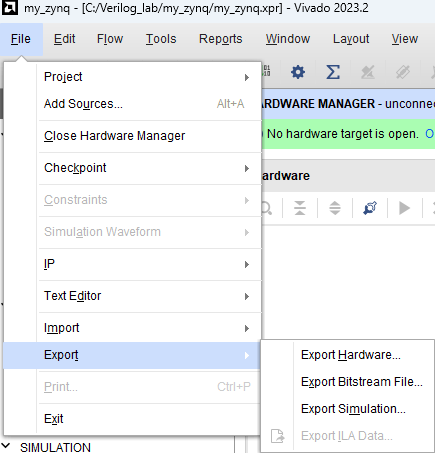 my_zynq - [C:/Verilog_lab/my_zynq/my_zynq.xpr] - Vivado 2023.2
File Edit Flow Tools Reports Window Layout View
Project
Add Sources... Alt+A
Close Hardware Manager
Checkpoint
Constraints
Simulation Waveform
IP
Text Editor
Import
Export
Print... Ctrl+P
Exit
SIMULATION
HARDWARE MANAGER - unconne
No hardware target is open. O
ardware
Export Hardware...
Export Bitstream File...
Export Simulation...
Export ILA Data...